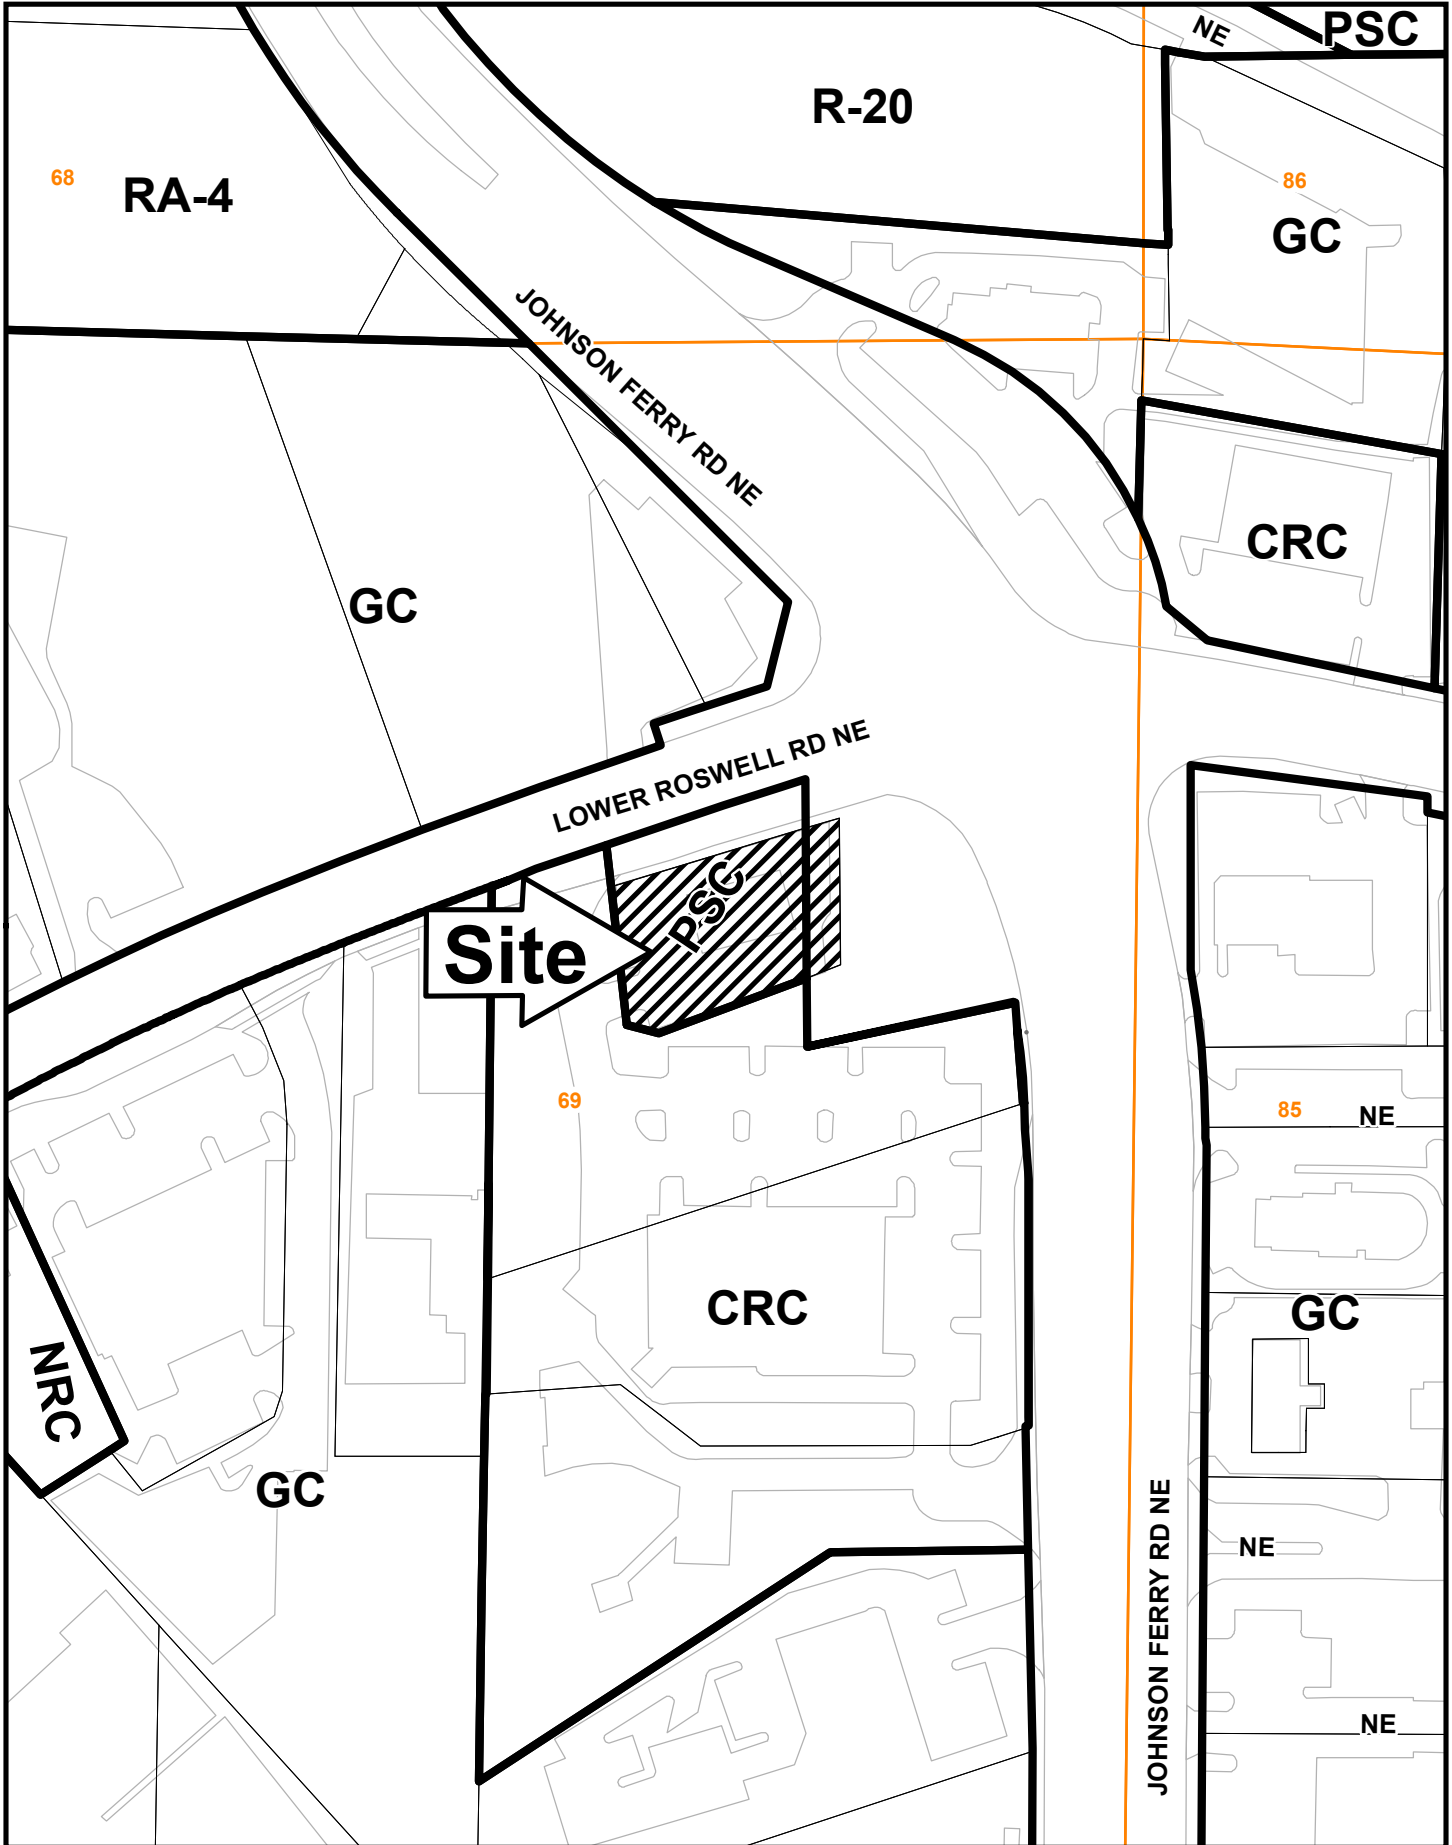 PSC
NE
R-20
68
RA-4
86
GC
JOHNSON FERRY RD NE
CRC
GC
LOWER ROSWELL RD NE
PSC
Site
69
85
NE
CRC
GC
NRC
GC
JOHNSON FERRY RD NE
NE
NE